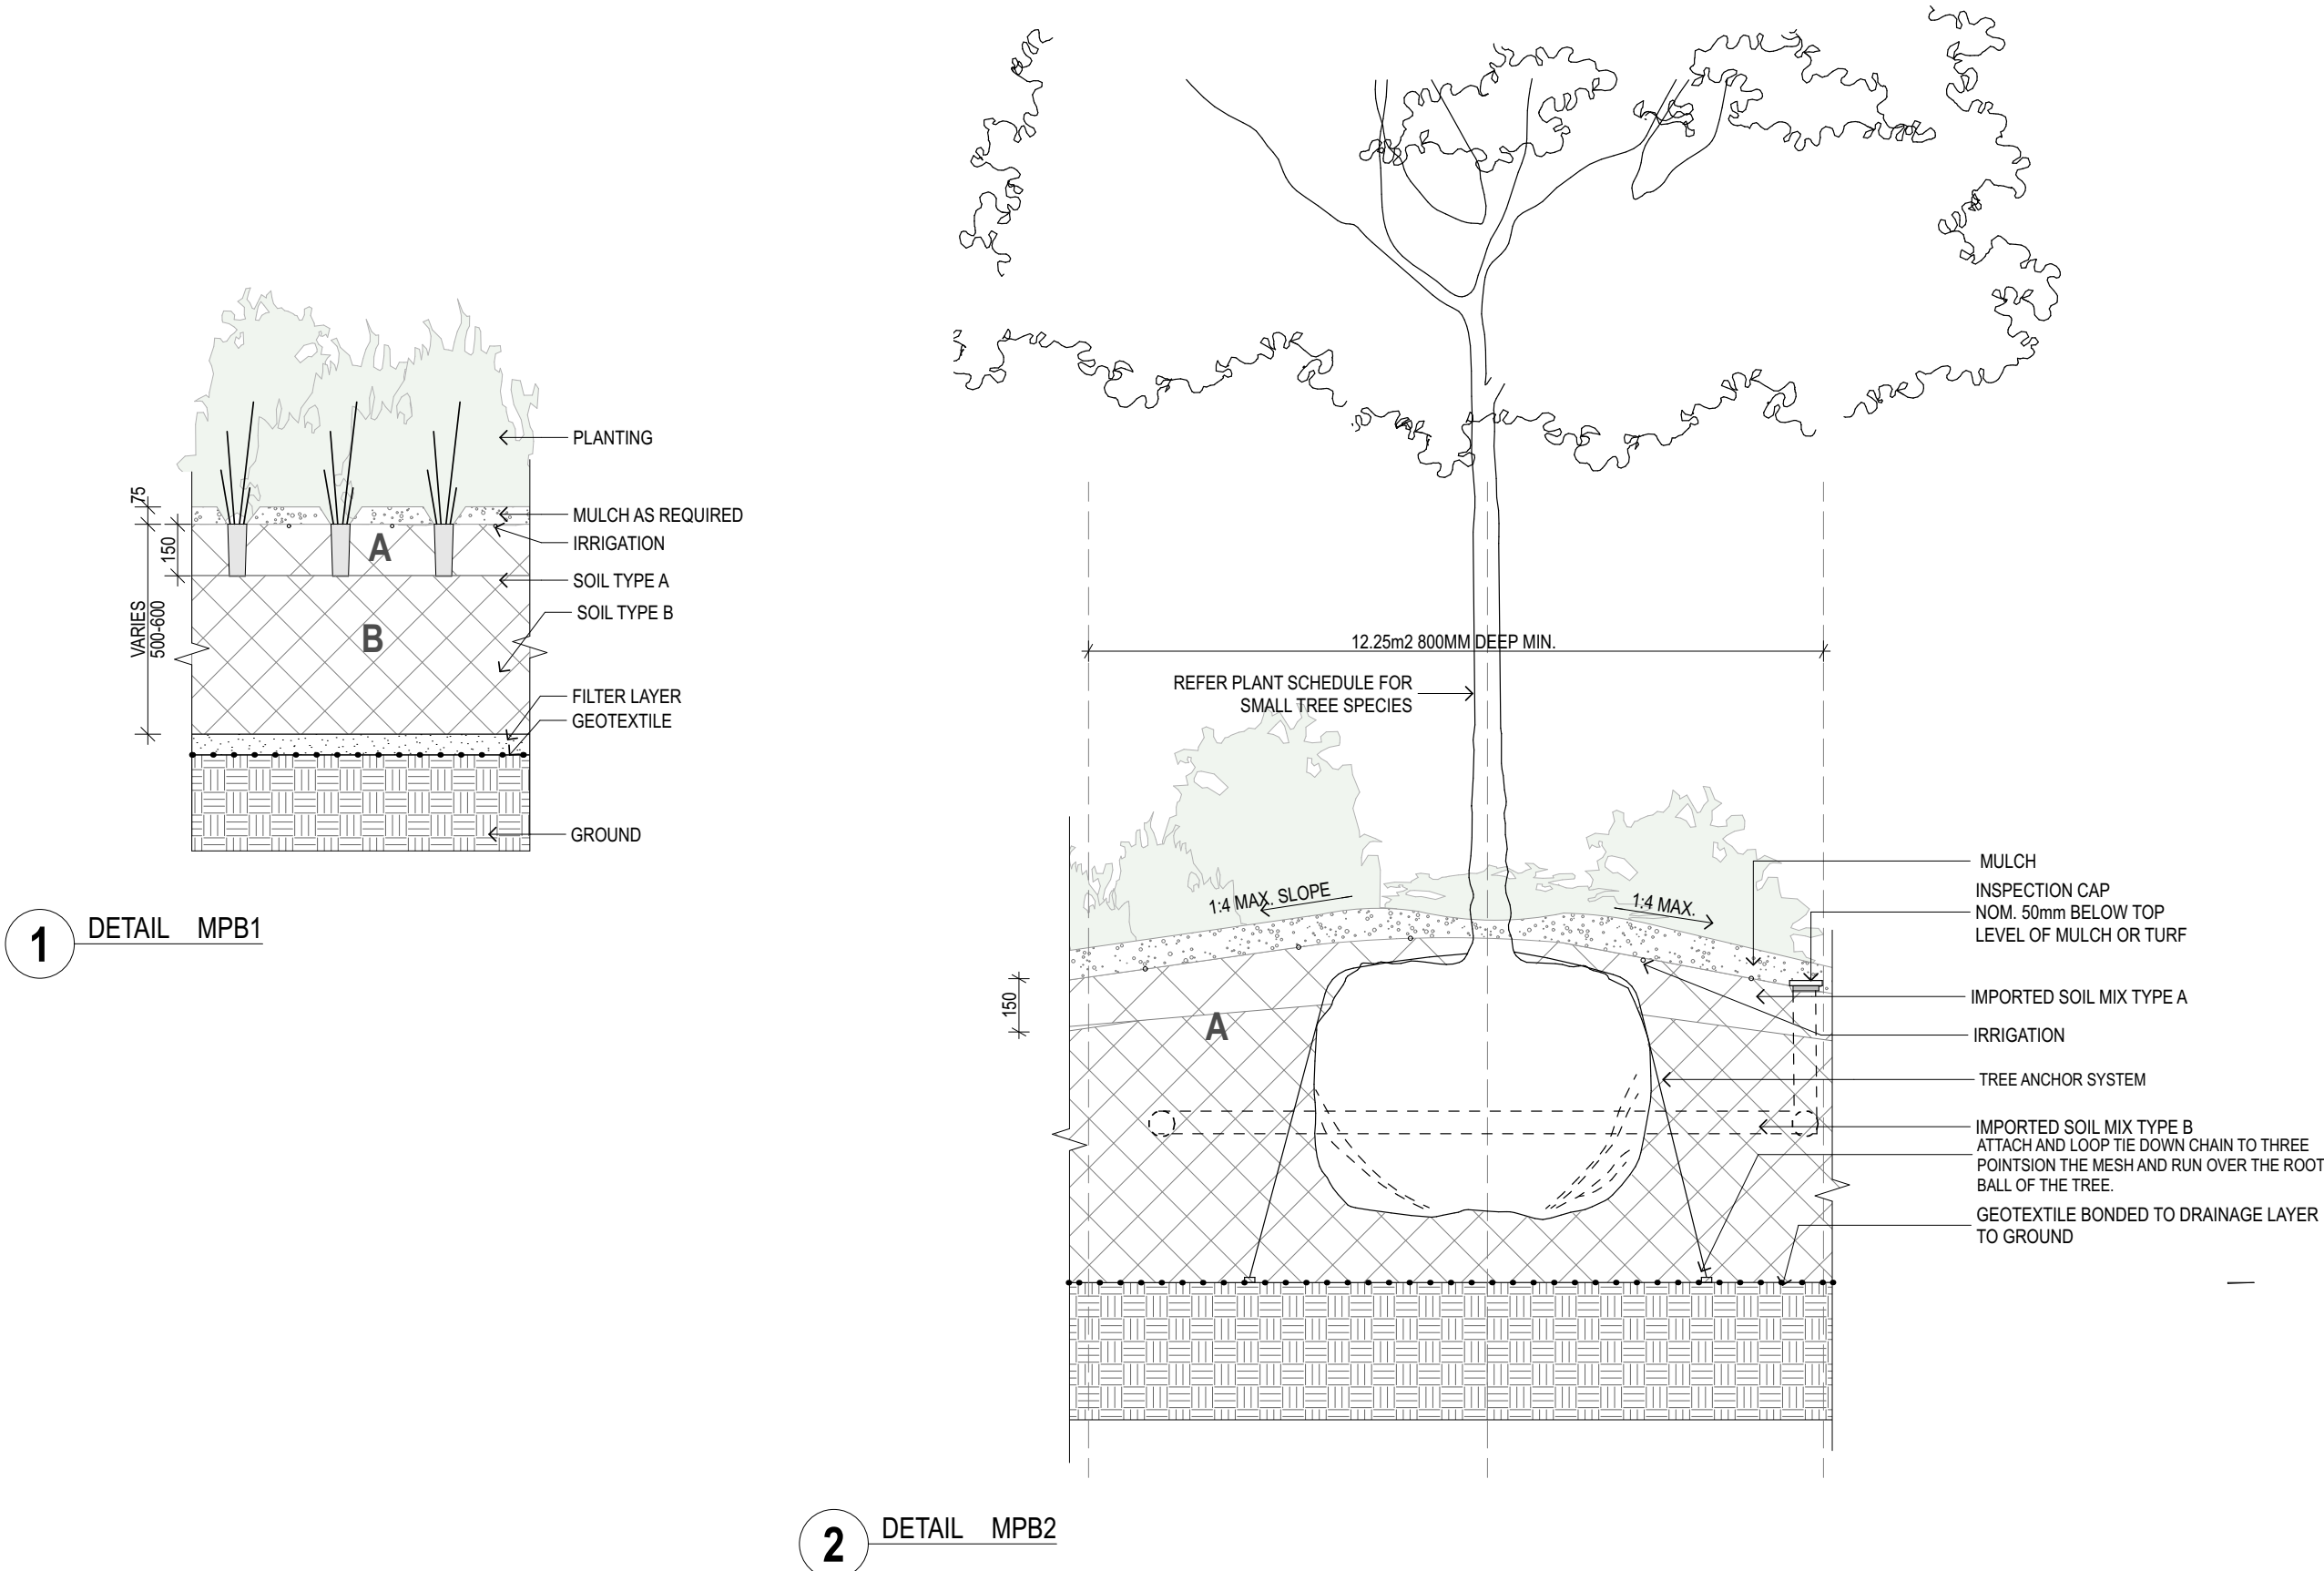 PLANTING
75
MULCH AS REQUIRED
IRRIGATION
A
150
SOIL TYPE A
SOIL TYPE B
B
VARIES
500-600
FILTER LAYER
GEOTEXTILE
GROUND
1
DETAIL MPB1
12.25m2 800MM DEEP MIN.
REFER PLANT SCHEDULE FOR
SMALL TREE SPECIES
1:4 MAX. SLOPE
1:4 MAX.
MULCH
INSPECTION CAP
NOM. 50mm BELOW TOP
LEVEL OF MULCH OR TURF
150
A
IMPORTED SOIL MIX TYPE A
IRRIGATION
TREE ANCHOR SYSTEM
IMPORTED SOIL MIX TYPE B
ATTACH AND LOOP TIE DOWN CHAIN TO THREE
POINTSION THE MESH AND RUN OVER THE ROOT
BALL OF THE TREE.
GEOTEXTILE BONDED TO DRAINAGE LAYER
TO GROUND
2
DETAIL MPB2